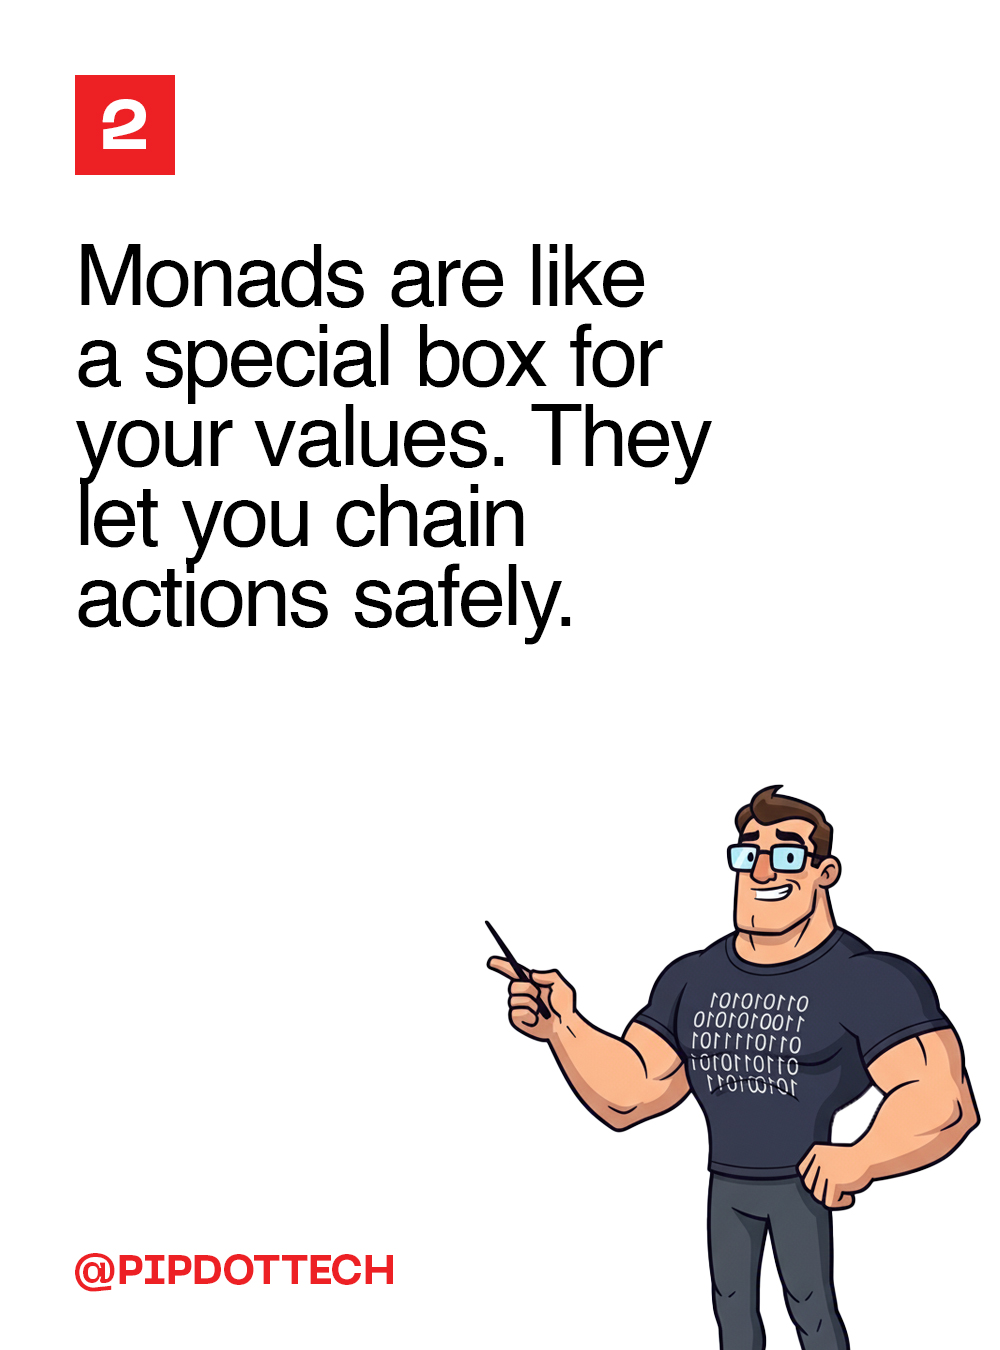 2
Monads are like
a special box for
your values. They
let you chain
actions safely.
@PIPDOTTECH